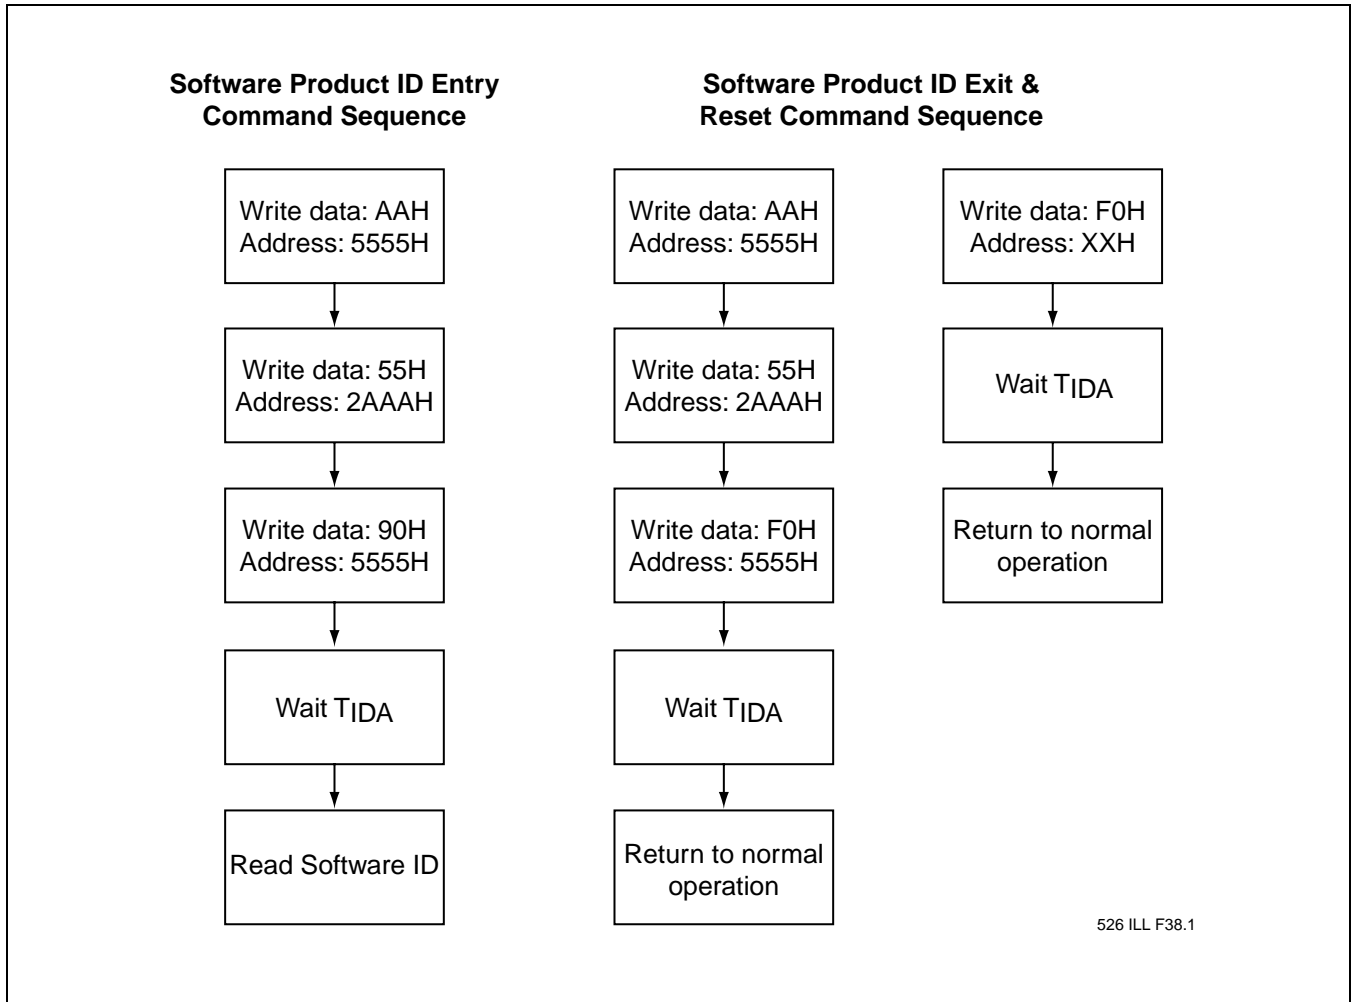 Software Product ID Entry
Command Sequence
Write data: AAH
Address: 5555H
Write data: 55H
Address: 2AAAH
Write data: 90H
Address: 5555H
Wait TIDA
Read Software ID
Software Product ID Exit &
Reset Command Sequence
Write data: AAH
Address: 5555H
Write data: 55H
Address: 2AAAH
Write data: F0H
Address: 5555H
Wait TIDA
Return to normal
operation
Write data: F0H
Address: XXH
Wait TIDA
Return to normal
operation
526 ILL F38.1